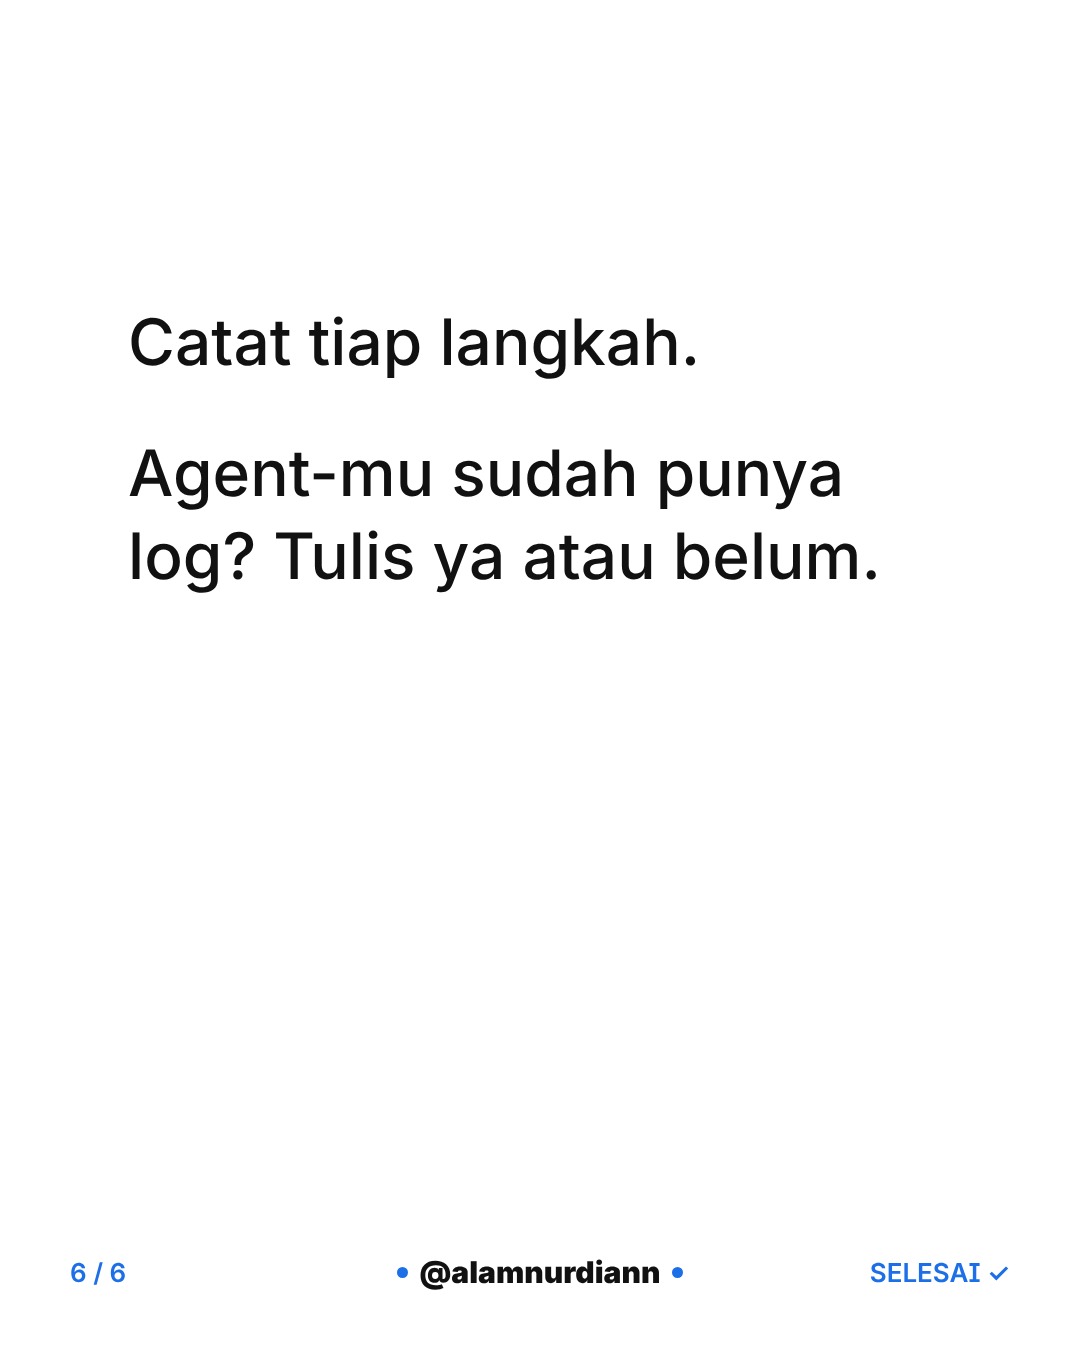 Catat tiap langkah.
Agent-mu sudah punya
log? Tulis ya atau belum.
6 / 6
• @alamnurdiann •
SELESAI ✓